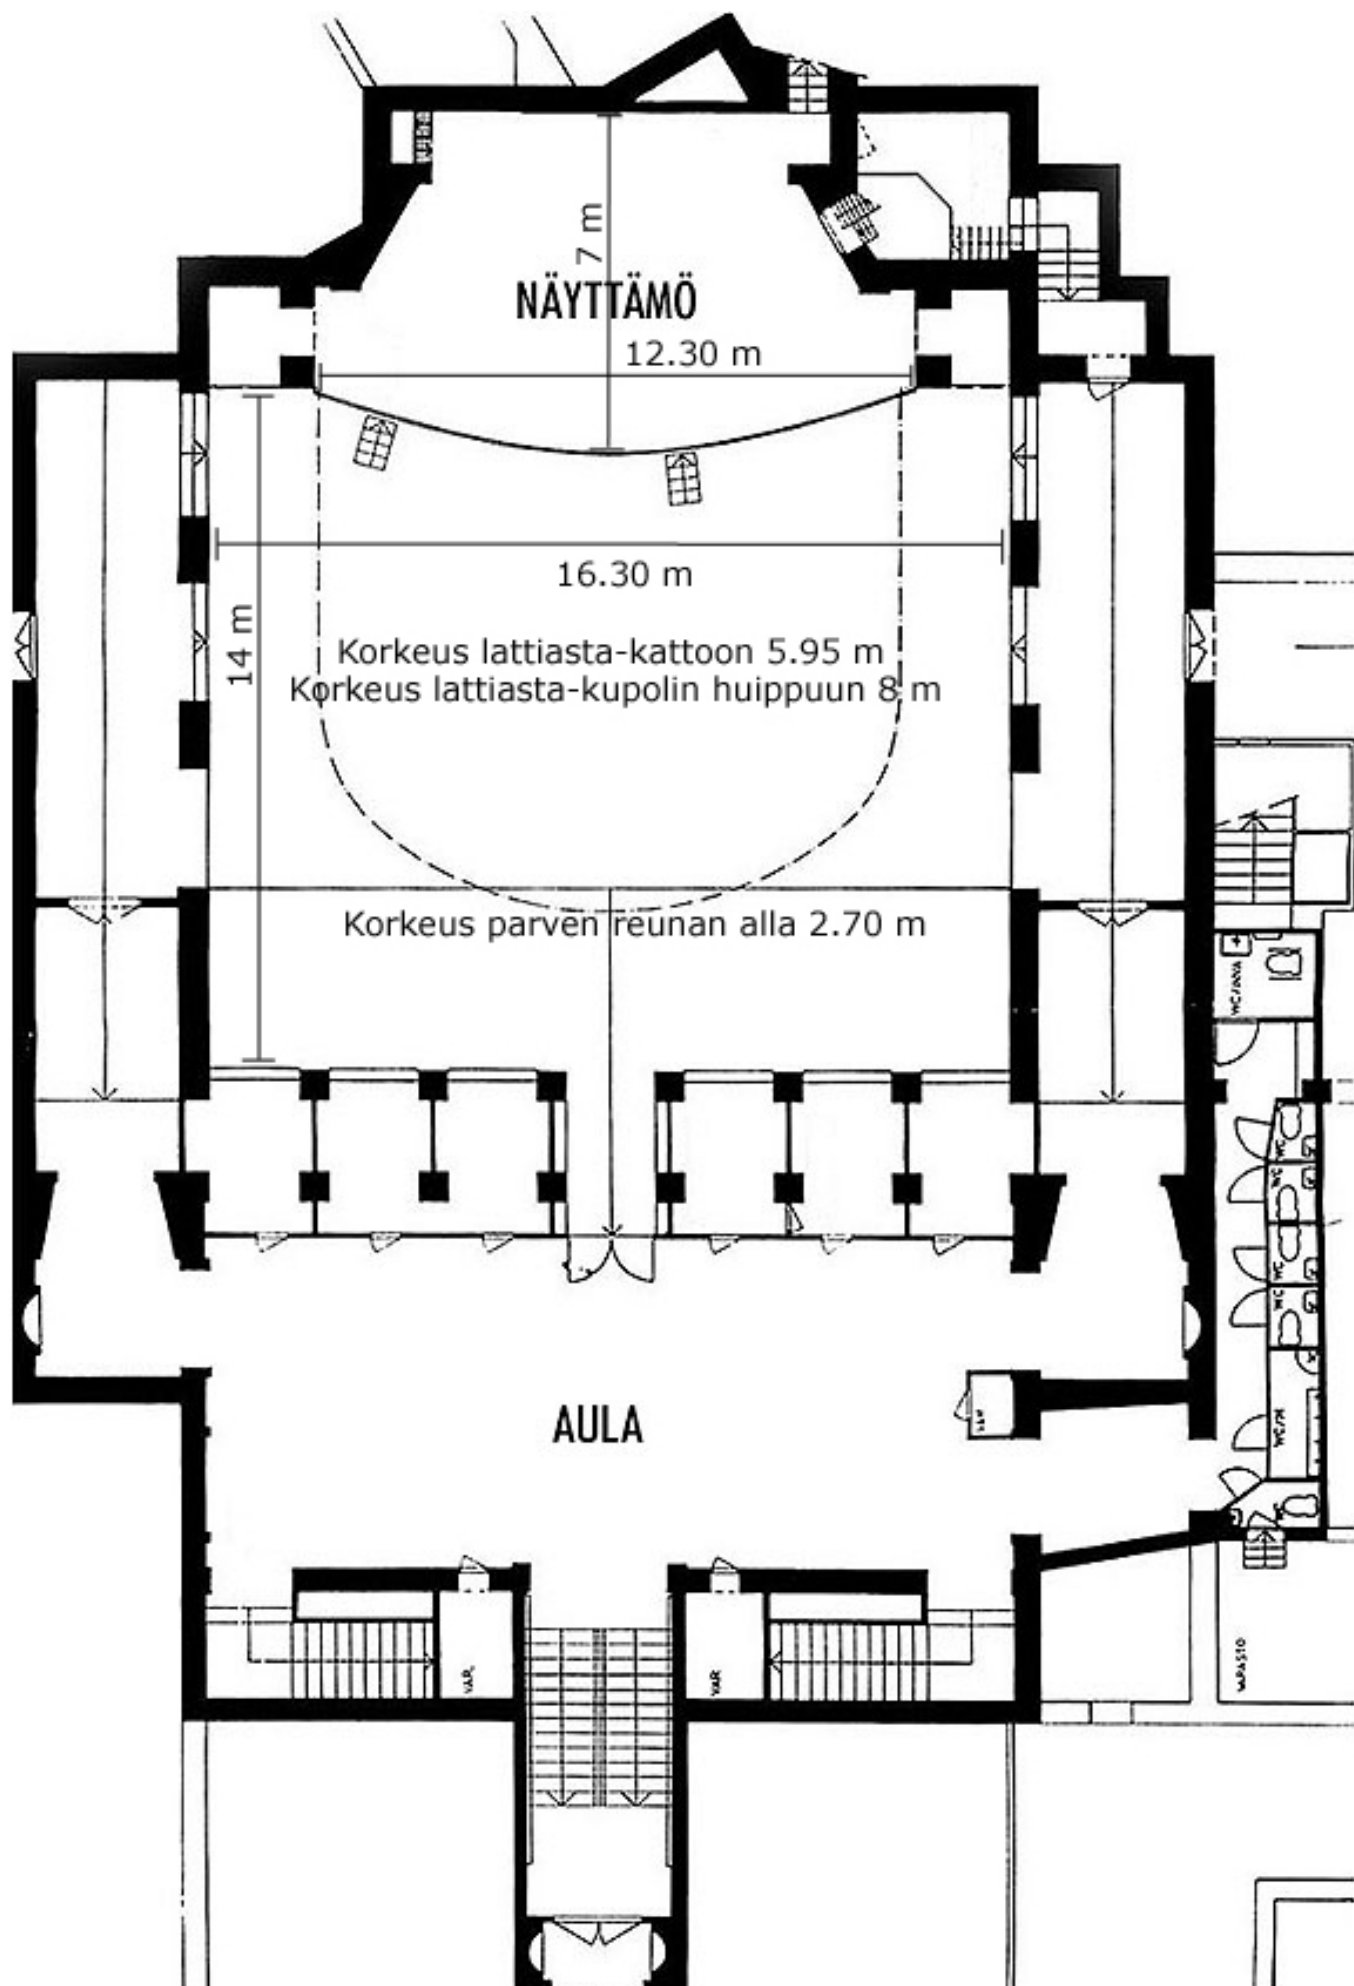 7 m
NÄYTTÄMÖ
12.30 m
16.30 m
14 m
Korkeus lattiasta-kattoon 5.95 m
Korkeus lattiasta-kupolin huippuun 8 m
Korkeus parven reunan alla 2.70 m
WC
WC
WC
WC
AULA
VAR.
VAR